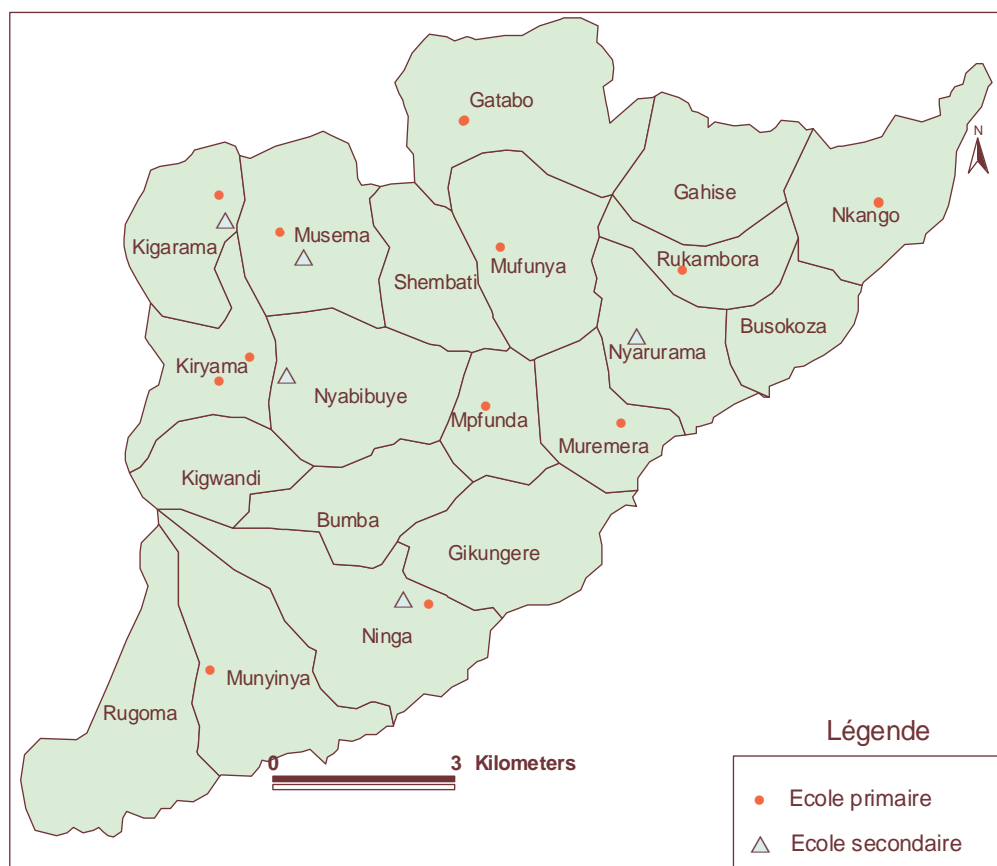 Gatabo
N
Gahise
Nkango
Kigarama
Musema
Shembati
Mufunya
Rukambora
Busokoza
Kiryama
Nyabibuye
Nyarurama
Mpfunda
Muremera
Kigwandi
Bumba
Gikungere
Ninga
Munyinya
Rugoma
0 3 Kilometers
Légende
Ecole primaire
Ecole secondaire